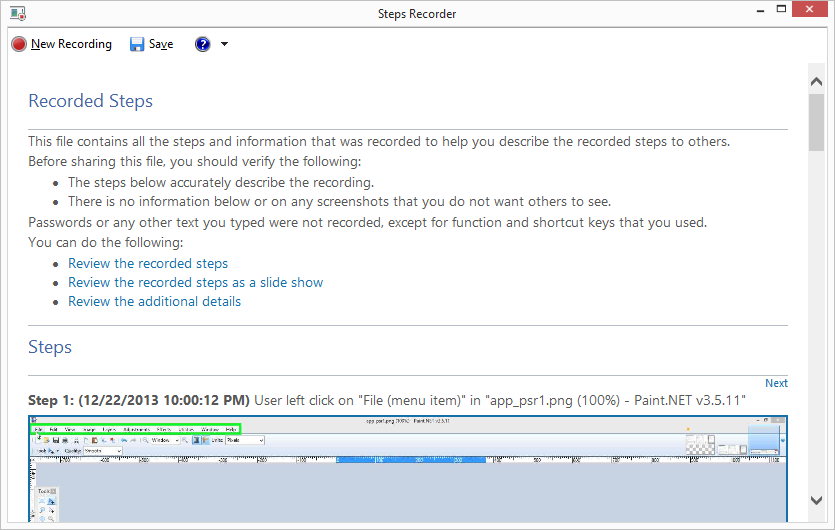 Steps Recorder
New Recording Save ?
Recorded Steps
This file contains all the steps and information that was recorded to help you describe the recorded steps to others.
Before sharing this file, you should verify the following:
The steps below accurately describe the recording.
There is no information below or on any screenshots that you do not want others to see.
Passwords or any other text you typed were not recorded, except for function and shortcut keys that you used.
You can do the following:
Review the recorded steps
Review the recorded steps as a slide show
Review the additional details
Steps
Next
Step 1: (12/22/2013 10:00:12 PM) User left click on "File (menu item)" in "app_psr1.png (100%) - Paint.NET v3.5.11"
app_psr1.png (100%) - Paint.NET v3.5.11
File Edit View Image Layers Adjustments Effects Utilities Window Help
Window Units: Pixels
Tool: Quality: Smooth
Tools